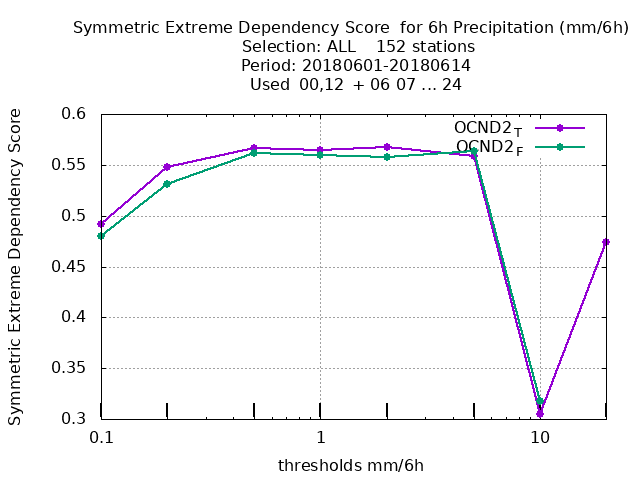 Symmetric Extreme Dependency Score  for 6h Precipitation (mm/6h)
Selection: ALL    152 stations
Period: 20180601-20180614
Used  00,12  + 06 07 ... 24
Symmetric Extreme Dependency Score
0.6
0.55
0.5
0.45
0.4
0.35
0.3
OCND2T
OCND2F
0.1 1 10
thresholds mm/6h